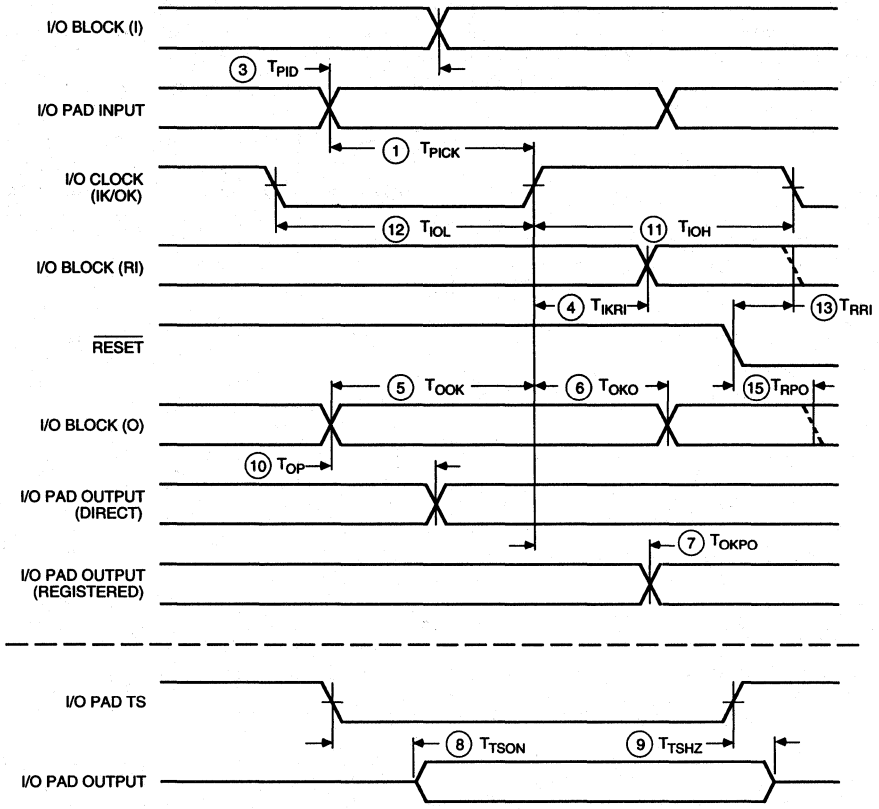 I/O BLOCK (I)
③ TPID
I/O PAD INPUT
① TPICK
I/O CLOCK
(IK/OK)
⑫ TIOL
⑪ TIOH
I/O BLOCK (RI)
④ TIKRI
⑬ TRRI
RESET
⑤ TOOK
⑥ TOKO
⑮ TRPO
I/O BLOCK (O)
⑩ TOP
I/O PAD OUTPUT
(DIRECT)
⑦ TOKPO
I/O PAD OUTPUT
(REGISTERED)
I/O PAD TS
⑧ TTSON
⑨ TTSHZ
I/O PAD OUTPUT